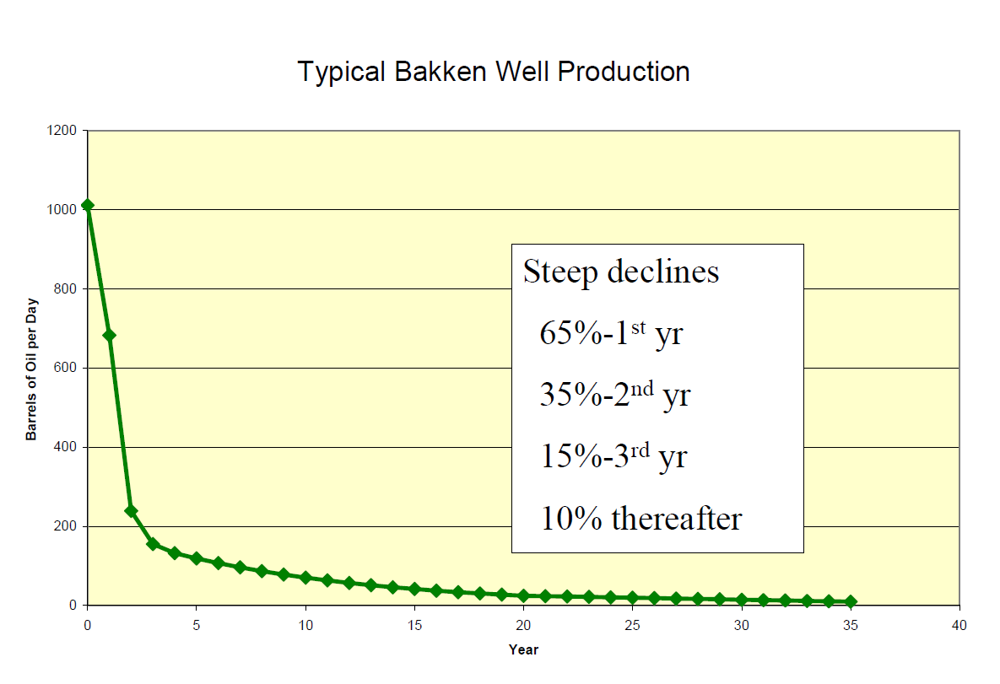 Typical Bakken Well Production
1200
1000
800
600
400
200
0
Barrels of Oil per Day
Steep declines
65%-1st yr
35%-2nd yr
15%-3rd yr
10% thereafter
0 5 10 15 20 25 30 35 40
Year